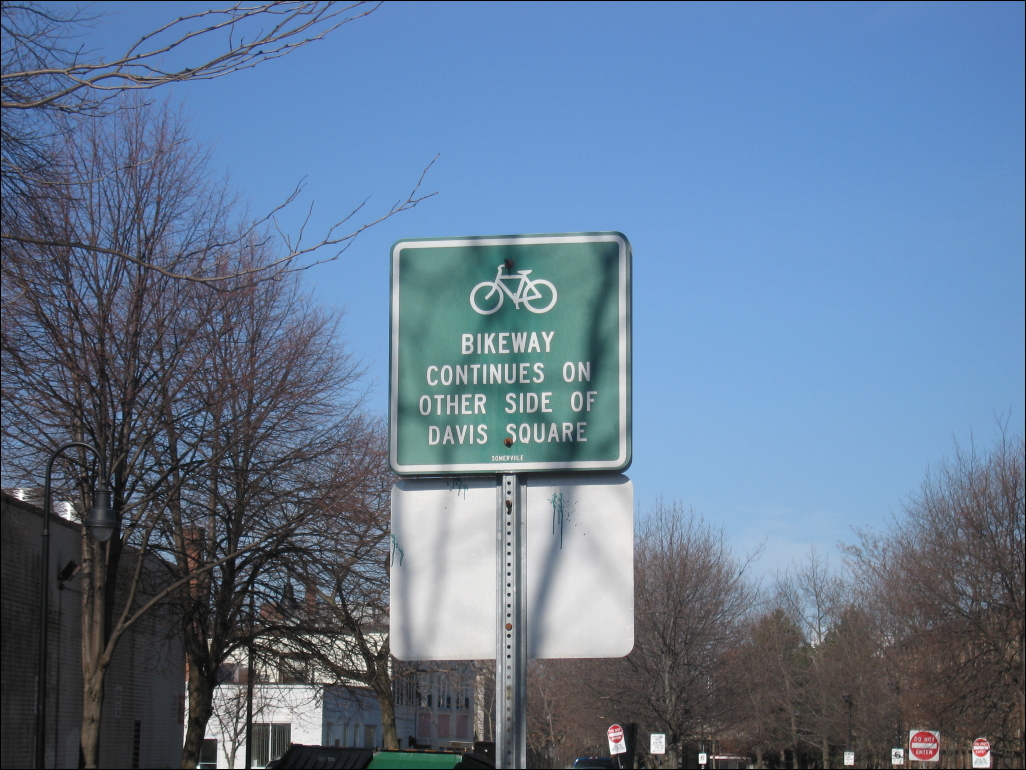 BIKEWAY
CONTINUES ON
OTHER SIDE OF
DAVIS SQUARE
SOMERVILLE
DO NOT
ENTER